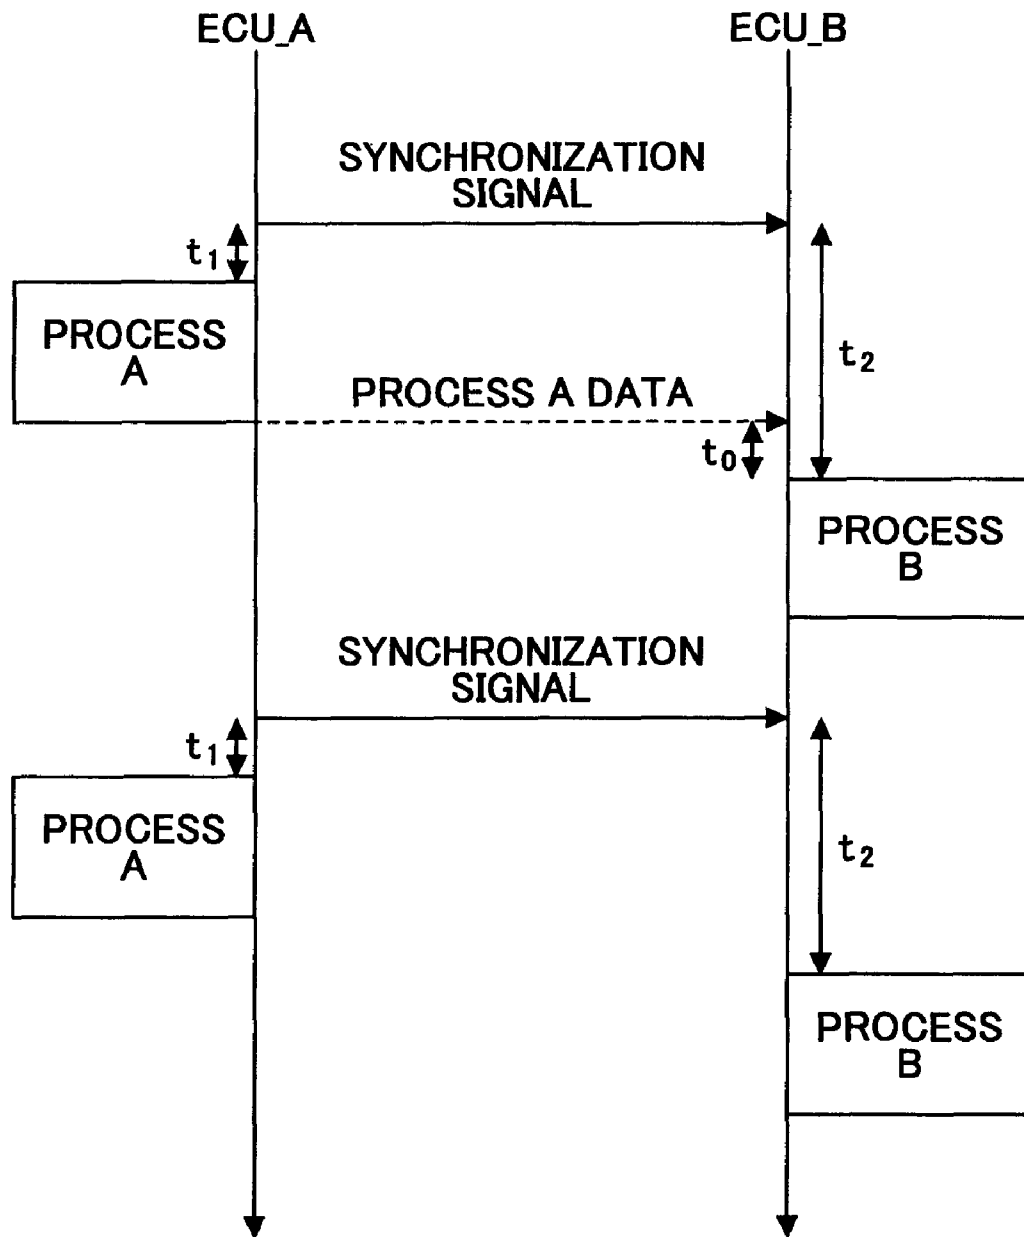 ECU_A
ECU_B
SYNCHRONIZATION
SIGNAL
t1
PROCESS
A
t2
PROCESS A DATA
t0
PROCESS
B
SYNCHRONIZATION
SIGNAL
t1
PROCESS
A
t2
PROCESS
B